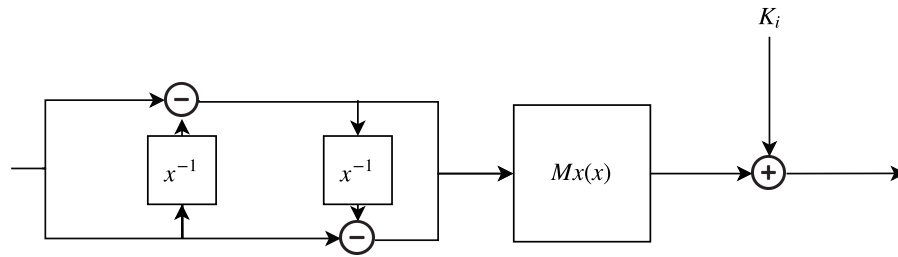 K_i
−
x^{-1}
x^{-1}
Mx(x)
+
−